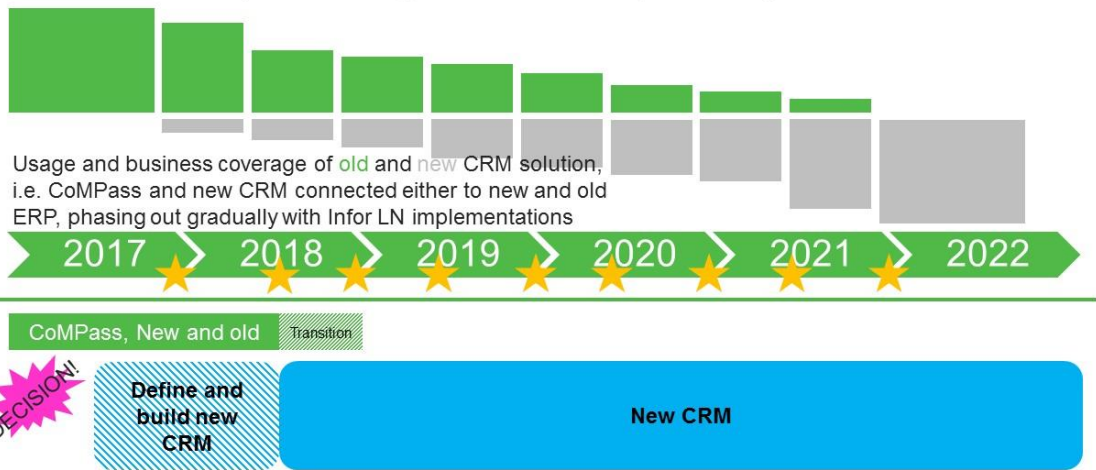 Usage and business coverage of old and new CRM solution,
i.e. CoMPass and new CRM connected either to new and old
ERP, phasing out gradually with Infor LN implementations
2017 2018 2019 2020 2021 2022
CoMPass, New and old Transition
DECISION!
Define and
build new
CRM
New CRM